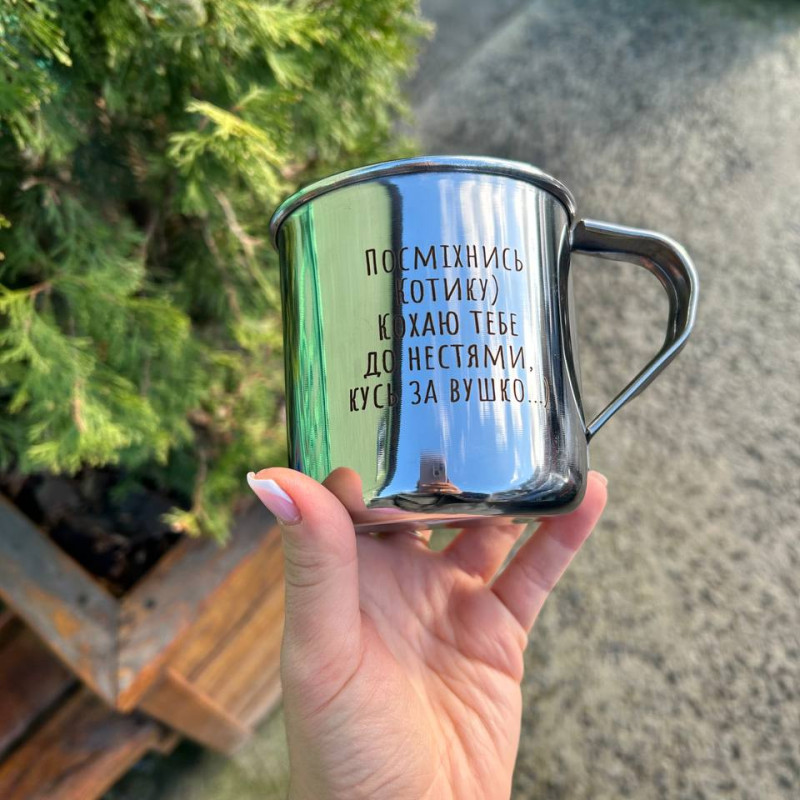 Посміхнись
котику)
кохаю тебе
до нестями,
кусь за вушко...)